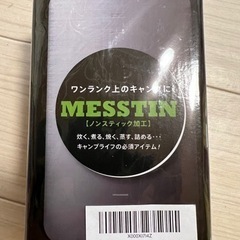 ワンランク上のキャンプに
MESSTIN
【ノンスティック加工】
炊く、煮る、焼く、蒸す、詰める・・・
キャンプライフの必須アイテム!